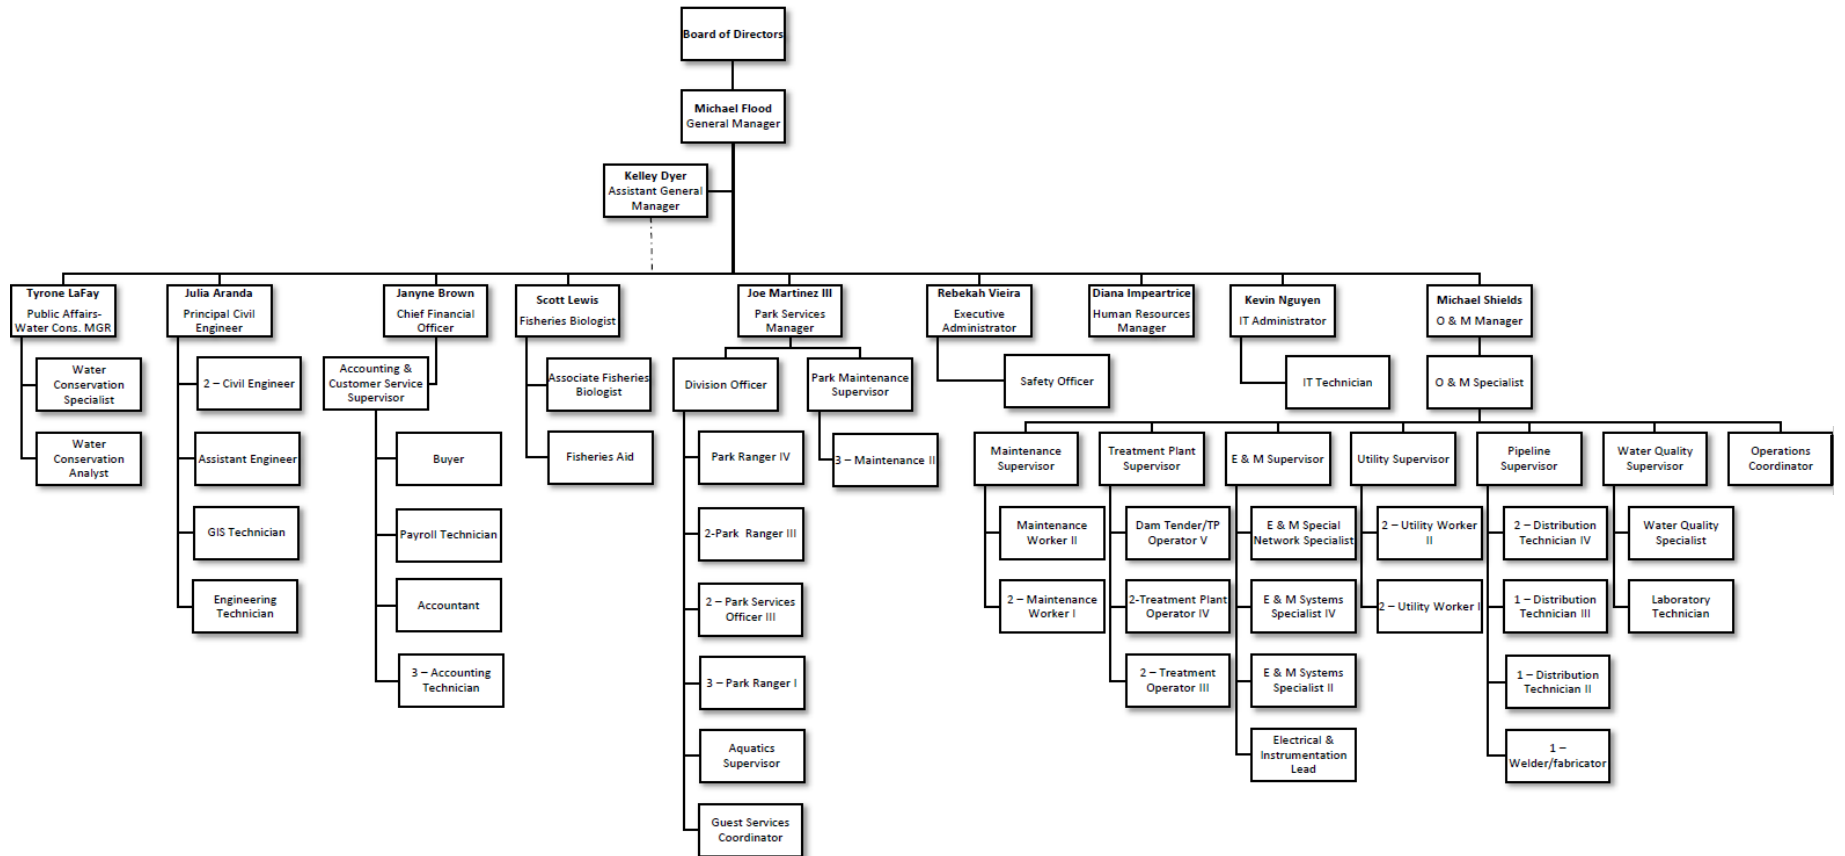 Board of Directors
Michael Flood
General Manager
Kelley Dyer
Assistant General
Manager
Tyrone LaFay
Public Affairs-
Water Cons. MGR
Julia Aranda
Principal Civil
Engineer
Janyne Brown
Chief Financial
Officer
Scott Lewis
Fisheries Biologist
Joe Martinez III
Park Services
Manager
Rebekah Vieira
Executive
Administrator
Diana Impeartrice
Human Resources
Manager
Kevin Nguyen
IT Administrator
Michael Shields
O & M Manager
Water
Conservation
Specialist
2 – Civil Engineer
Accounting &
Customer Service
Supervisor
Associate Fisheries
Biologist
Division Officer
Park Maintenance
Supervisor
Safety Officer
IT Technician
O & M Specialist
Water
Conservation
Analyst
Assistant Engineer
Buyer
Fisheries Aid
Park Ranger IV
3 – Maintenance II
Maintenance
Supervisor
Treatment Plant
Supervisor
E & M Supervisor
Utility Supervisor
Pipeline
Supervisor
Water Quality
Supervisor
Operations
Coordinator
GIS Technician
Payroll Technician
2-Park Ranger III
Maintenance
Worker II
Dam Tender/TP
Operator V
E & M Special
Network Specialist
2 – Utility Worker
II
2 – Distribution
Technician IV
Water Quality
Specialist
Engineering
Technician
Accountant
2 – Park Services
Officer III
2 – Maintenance
Worker I
2-Treatment Plant
Operator IV
E & M Systems
Specialist IV
2 – Utility Worker I
1 – Distribution
Technician III
Laboratory
Technician
3 – Accounting
Technician
3 – Park Ranger I
2 – Treatment
Operator III
E & M Systems
Specialist II
1 – Distribution
Technician II
Aquatics
Supervisor
Electrical &
Instrumentation
Lead
1 –
Welder/fabricator
Guest Services
Coordinator